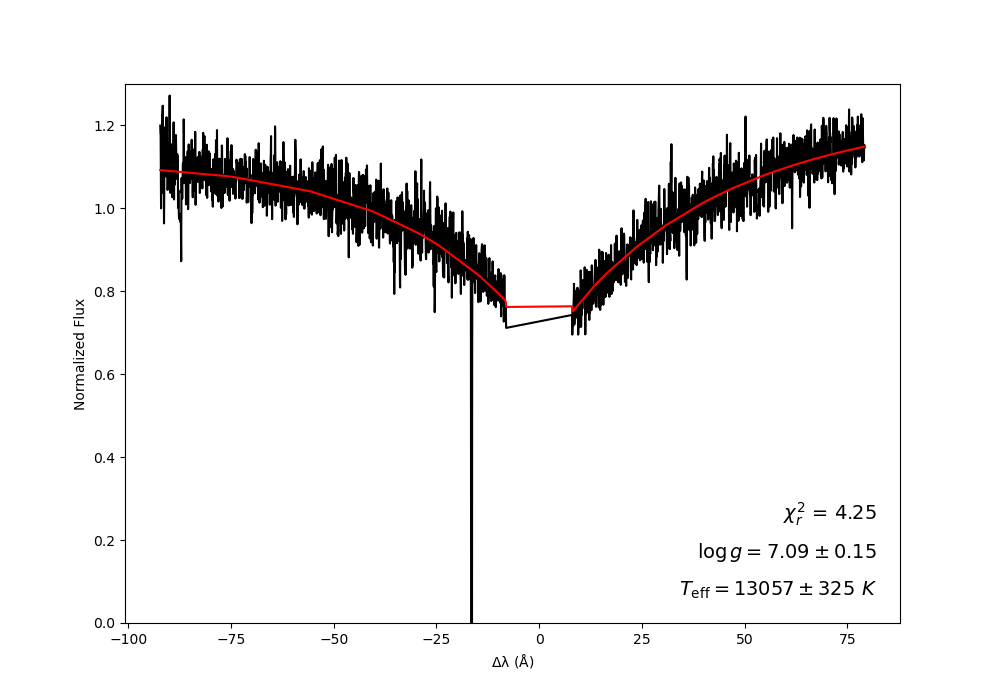 1.2
1.0
0.8
0.6
0.4
0.2
0.0
Normalized Flux
χ²ᵣ = 4.25
log g = 7.09 ± 0.15
T_eff = 13057 ± 325 K
−100 −75 −50 −25 0 25 50 75
Δλ (Å)